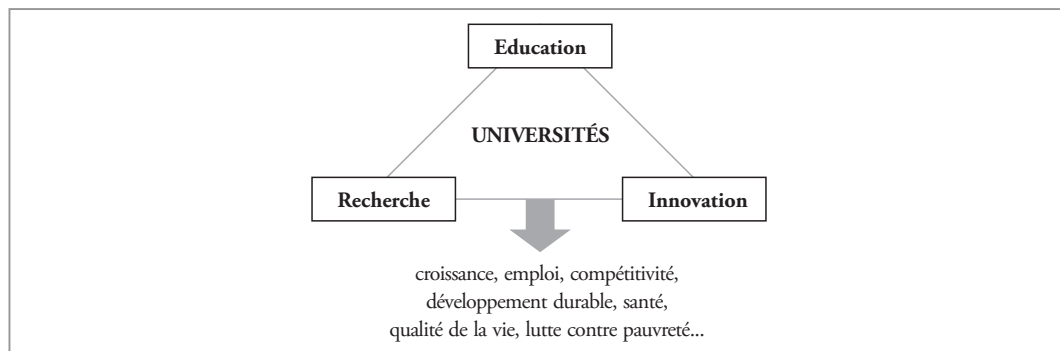 Education
UNIVERSITÉS
Recherche
Innovation
croissance, emploi, compétitivité,
développement durable, santé,
qualité de la vie, lutte contre pauvreté...